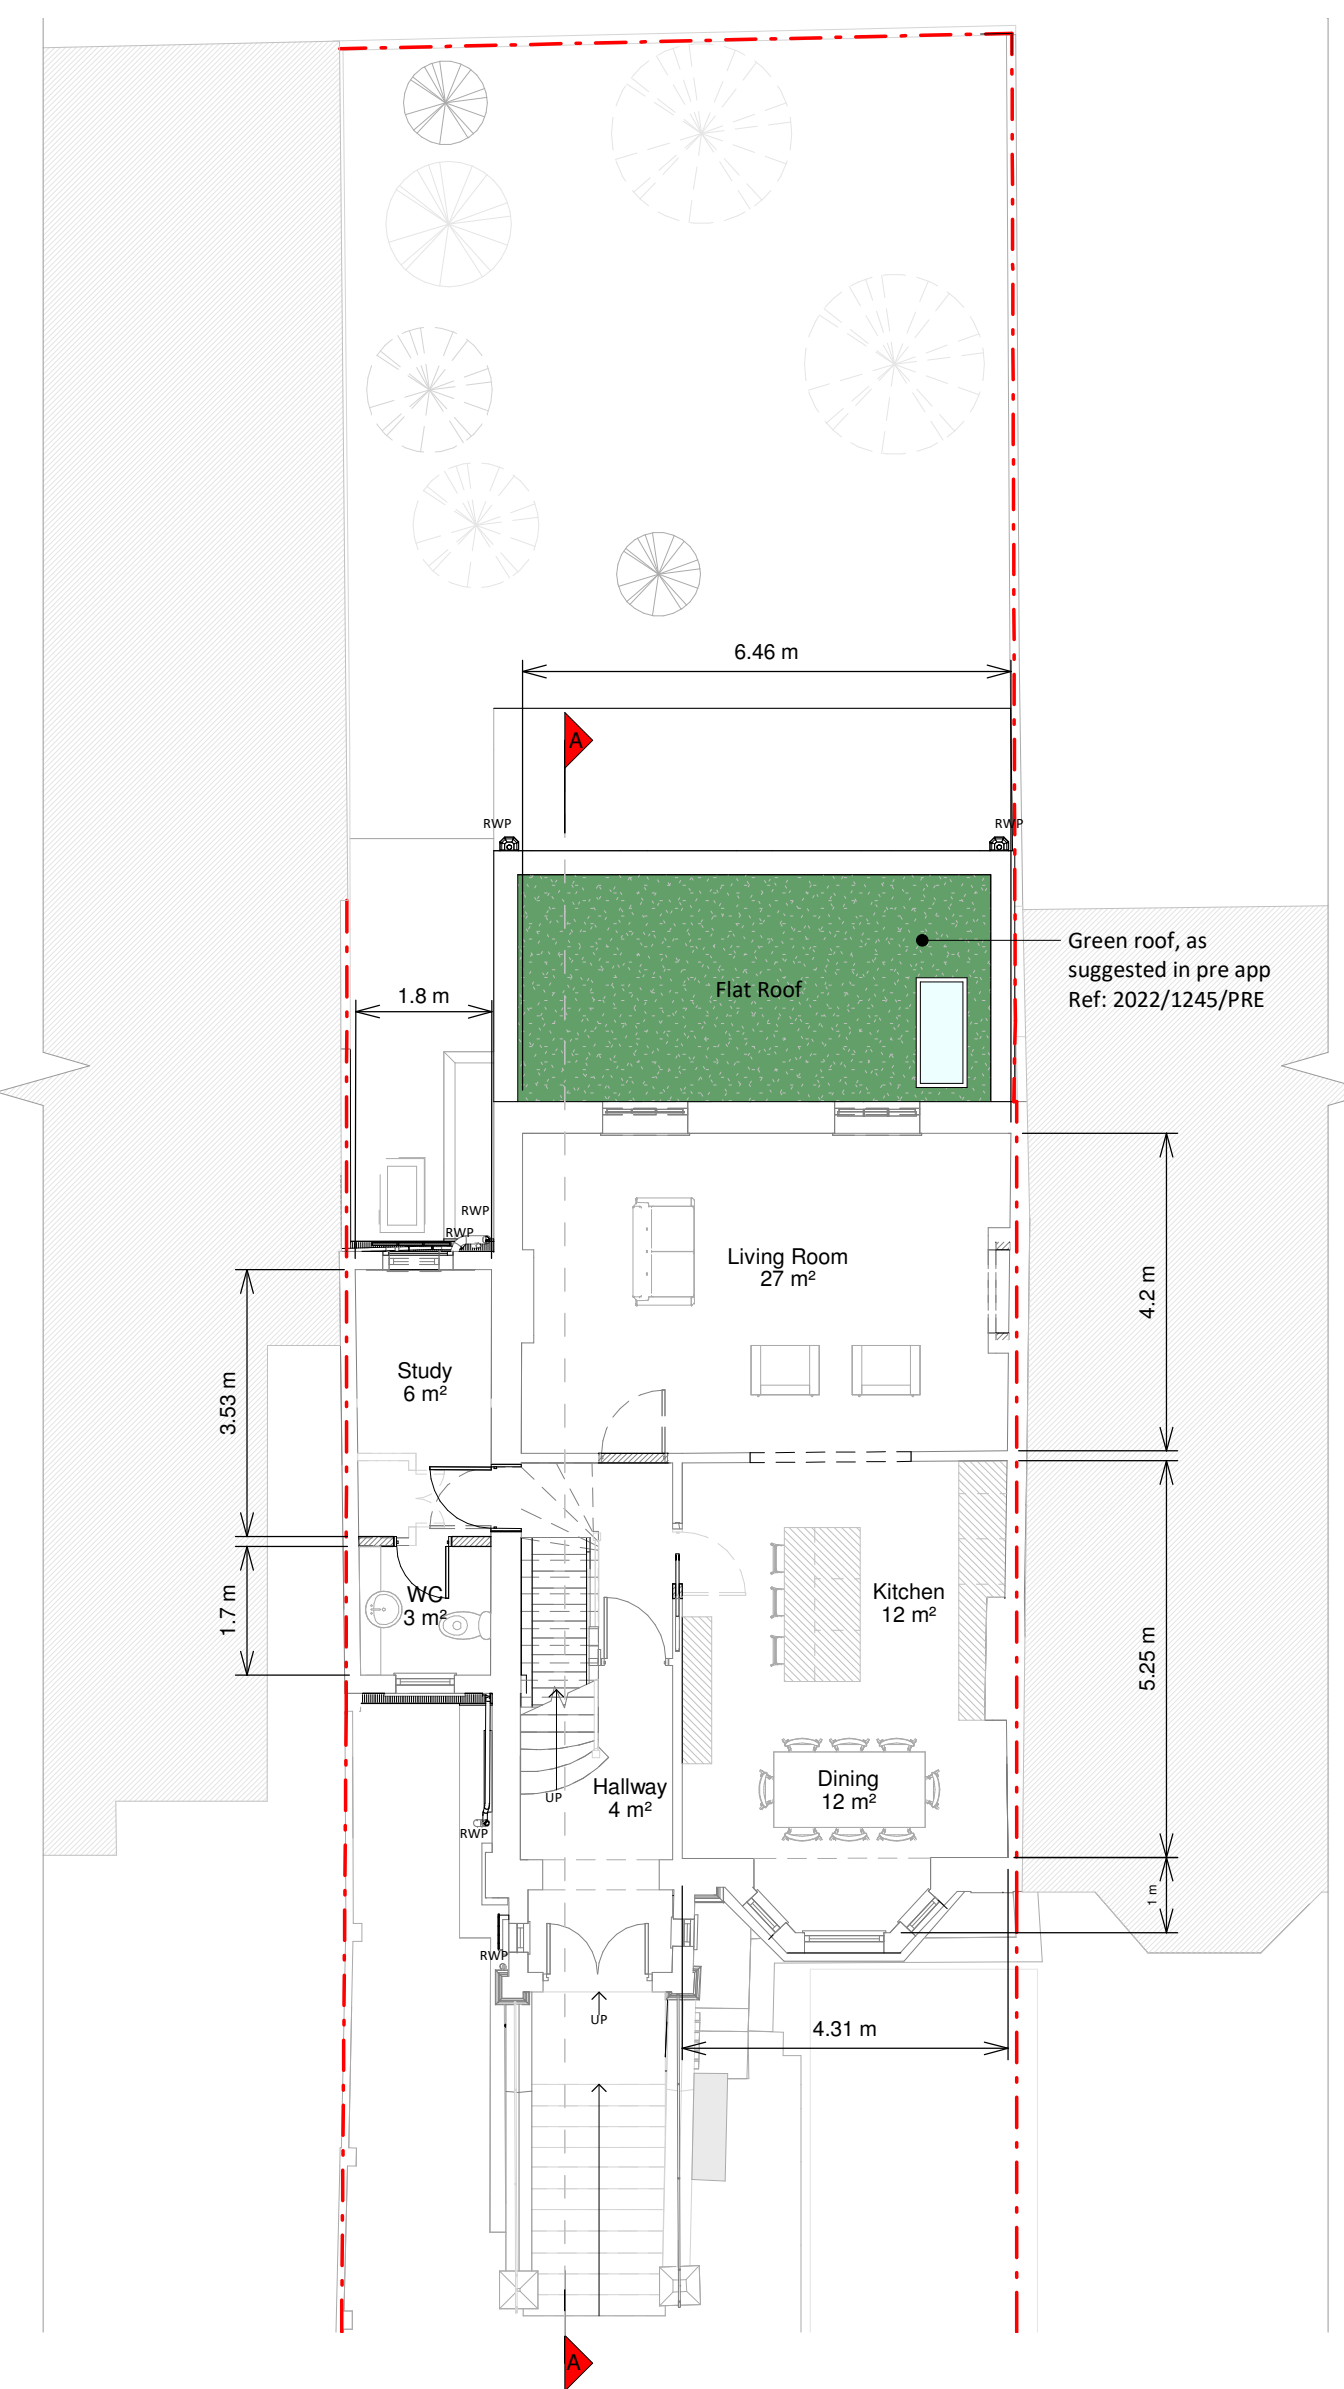 6.46 m
A
RWP
RWP
Green roof, as
suggested in pre app
Ref: 2022/1245/PRE
Flat Roof
1.8 m
RWP
RWP
Living Room
27 m²
4.2 m
Study
6 m²
3.53 m
WC
3 m²
1.7 m
Kitchen
12 m²
5.25 m
Dining
12 m²
Hallway
4 m²
UP
RWP
1 m
RWP
UP
4.31 m
A